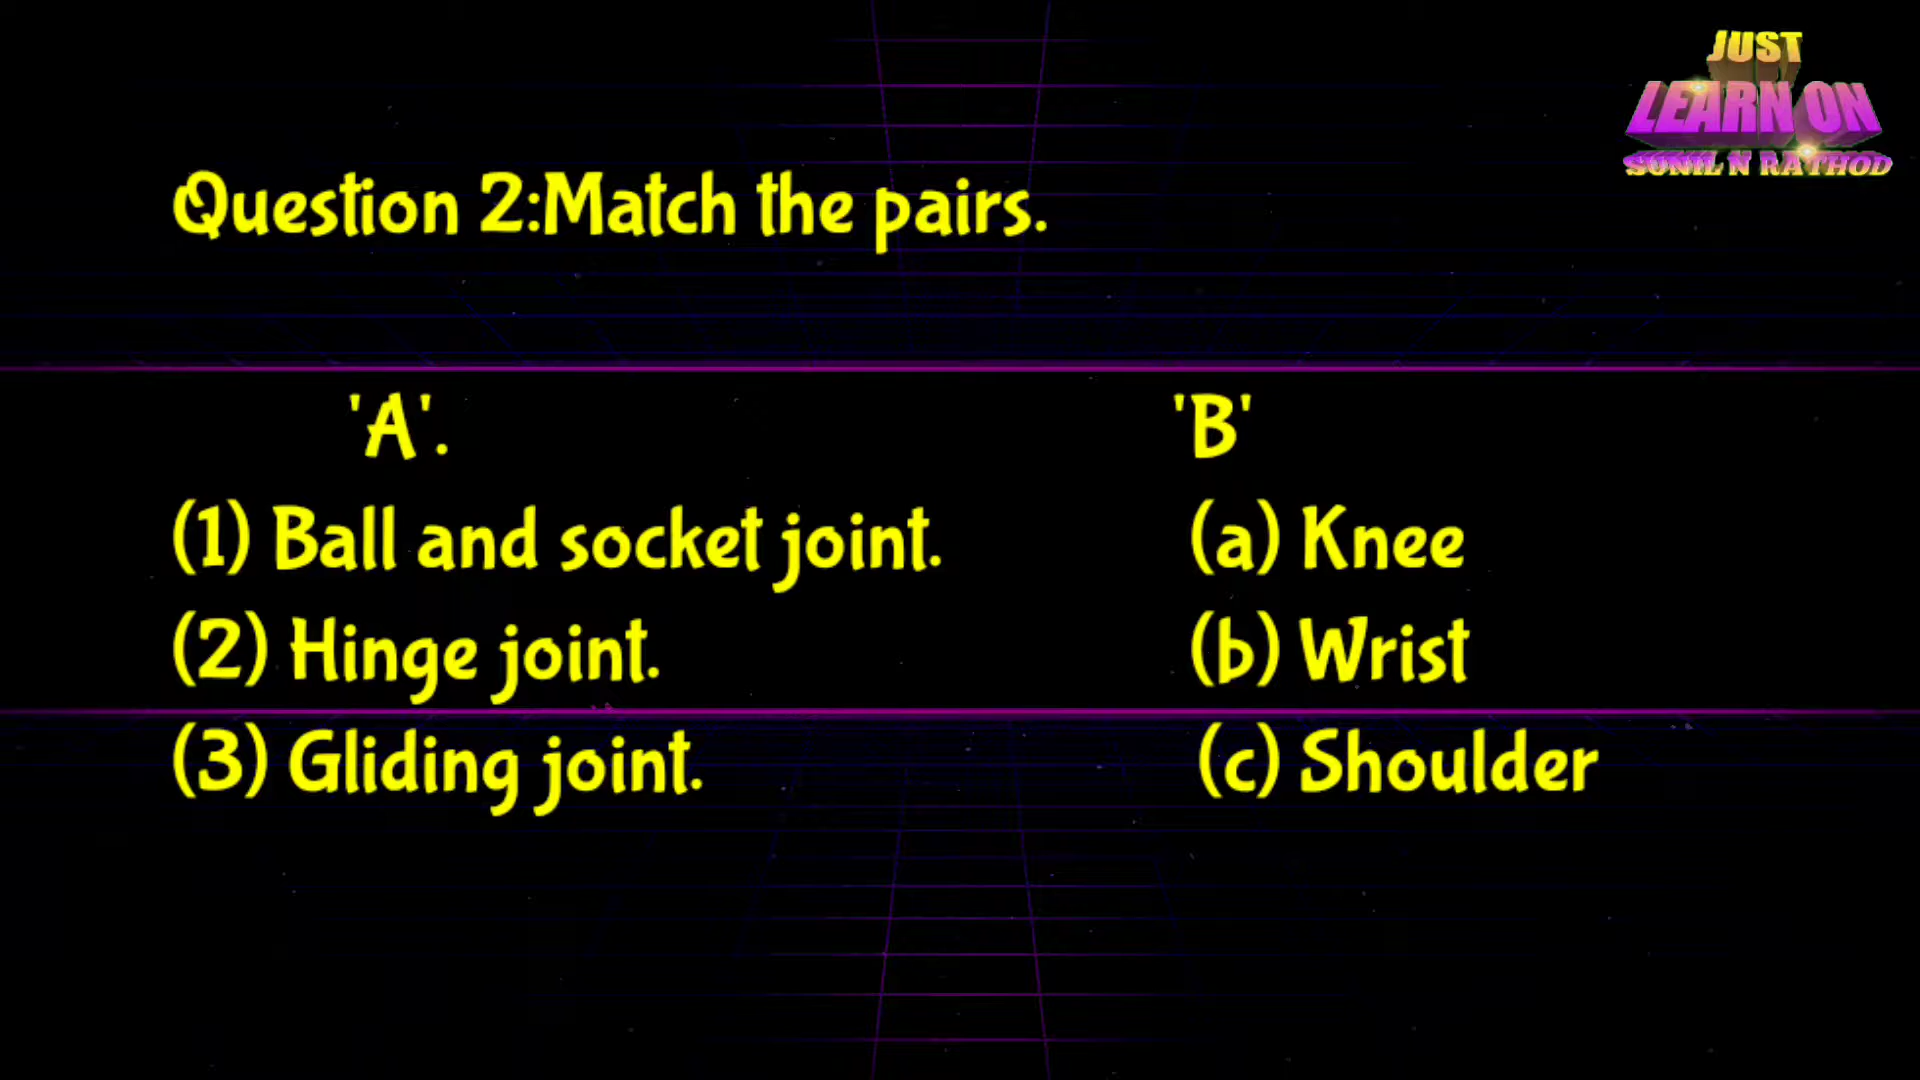 JUST
LEARN ON
SUNIL N RATHOD
Question 2:Match the pairs.
'A'. 'B'
(1) Ball and socket joint. (a) Knee
(2) Hinge joint. (b) Wrist
(3) Gliding joint. (c) Shoulder